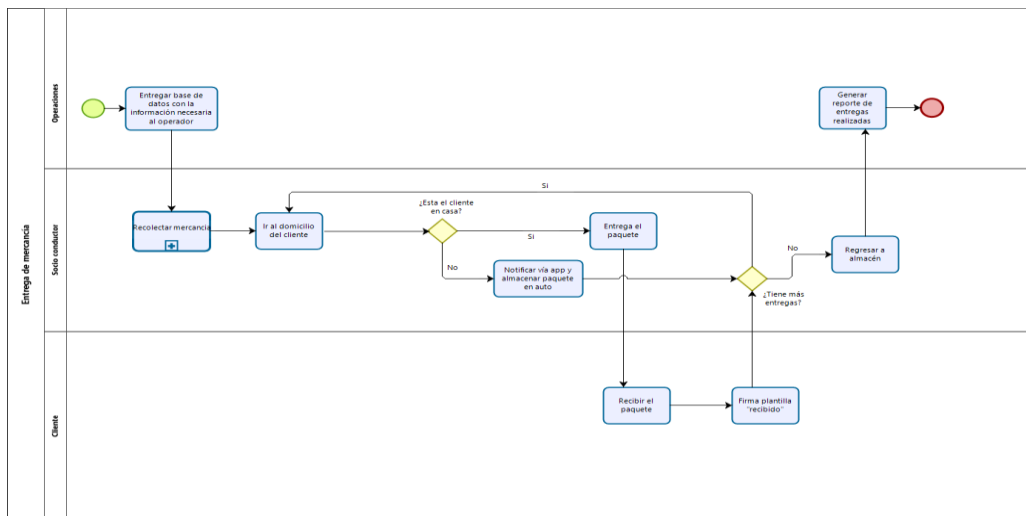 Entrega de mercancia
Operaciones
Entregar base de
datos con la
información necesaria
al operador
Generar
reporte de
entregas
realizadas
Socio conductor
Si
¿Esta el cliente
en casa?
Recolectar mercancia
Ir al domicilio
del cliente
Si
Entrega el
paquete
No
Notificar vía app y
almacenar paquete
en auto
No
Regresar a
almacén
¿Tiene más
entregas?
Cliente
Recibir el
paquete
Firma plantilla
"recibido"